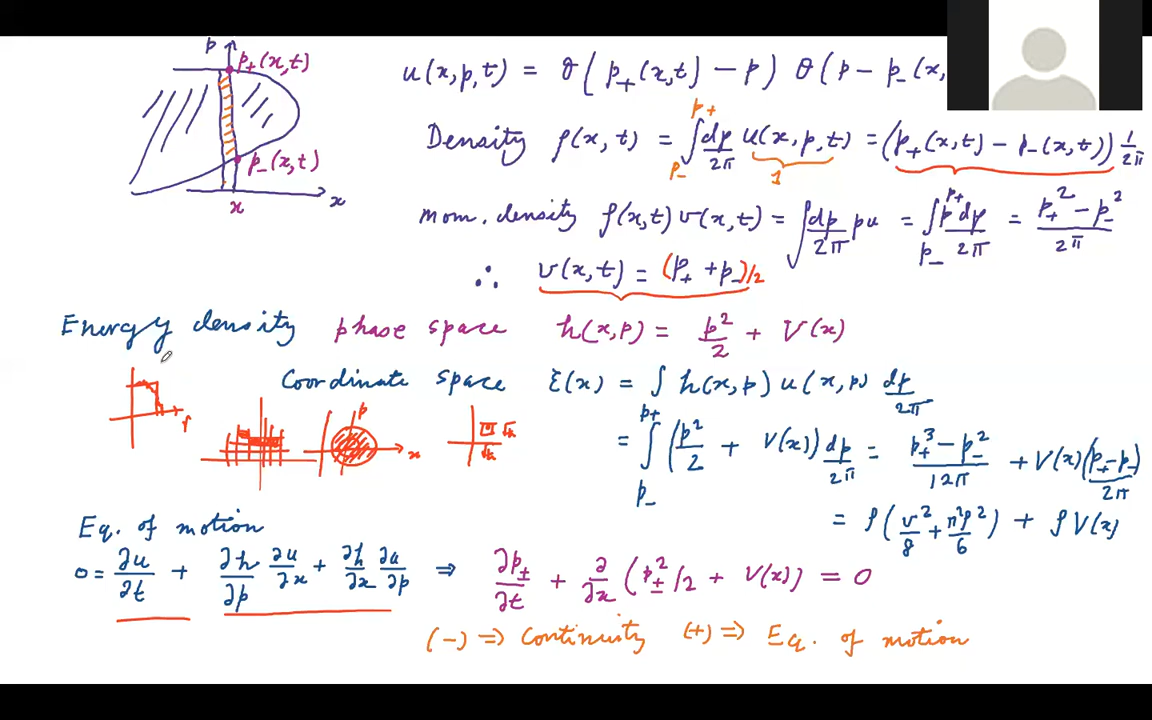 p
p₊(x,t)
p₋(x,t)
x
x
u(x,p,t) = θ(p₊(x,t) − p) θ(p − p₋(x,
Density ρ(x,t) = ∫_{p₋}^{p₊} dp/2π u(x,p,t) = (p₊(x,t) − p₋(x,t)) 1/2π
1
mom. density ρ(x,t) v(x,t) = ∫ dp/2π pu = ∫_{p₋}^{p₊} p dp/2π = (p₊² − p₋²)/2π
∴ v(x,t) = (p₊ + p₋)/2
Energy density phase space h(x,p) = p²/2 + V(x)
Coordinate space ℰ(x) = ∫ h(x,p) u(x,p) dp/2π
p
x
= ∫_{p₋}^{p₊} (p²/2 + V(x)) dp/2π = (p₊³ − p₋²)/12π + V(x) (p₊ − p₋)/2π
= ρ(v²/8 + π²ρ²/6) + ρV(x)
Eq. of motion
0 = ∂u/∂t + ∂h/∂p ∂u/∂x + ∂h/∂x ∂u/∂p ⇒ ∂p±/∂t + ∂/∂x (p±²/2 + V(x)) = 0
(−) ⇒ Continuity (+) ⇒ Eq. of motion